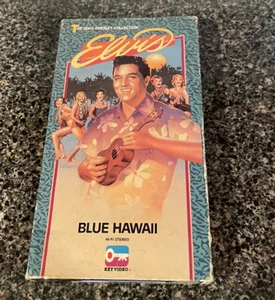 THE ELVIS PRESLEY COLLECTION
Elvis
BLUE HAWAII
HI-FI STEREO
KEY VIDEO